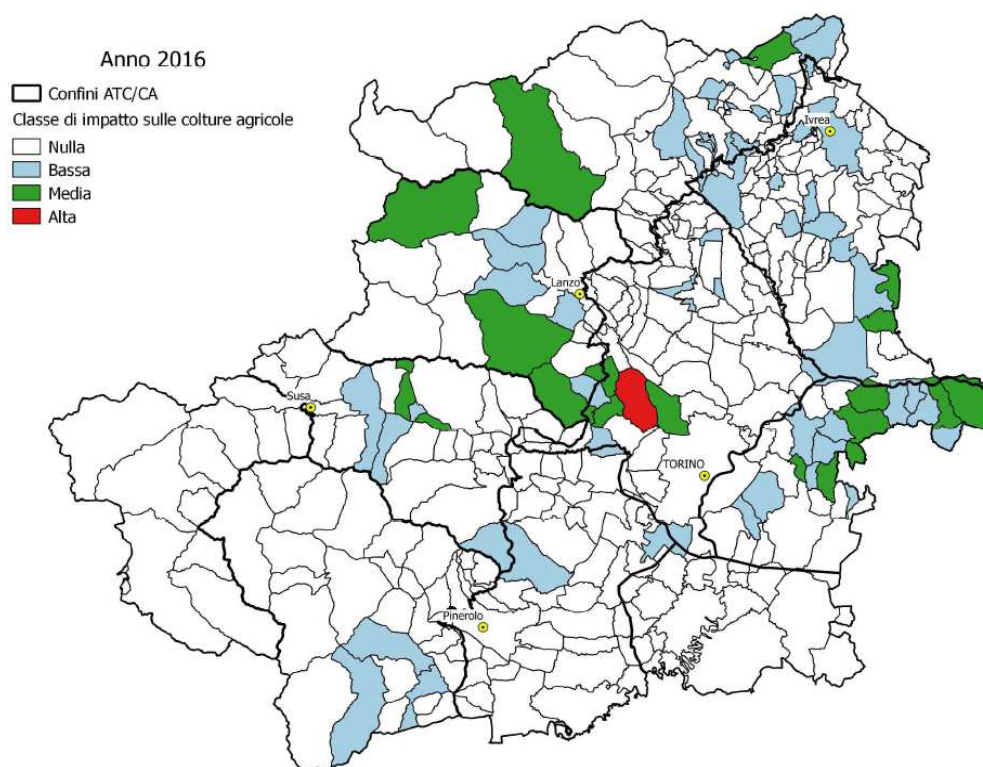 Anno 2016
Confini ATC/CA
Classe di impatto sulle colture agricole
Nulla
Bassa
Media
Alta
Ivrea
Lanzo
Susa
TORINO
Pinerolo